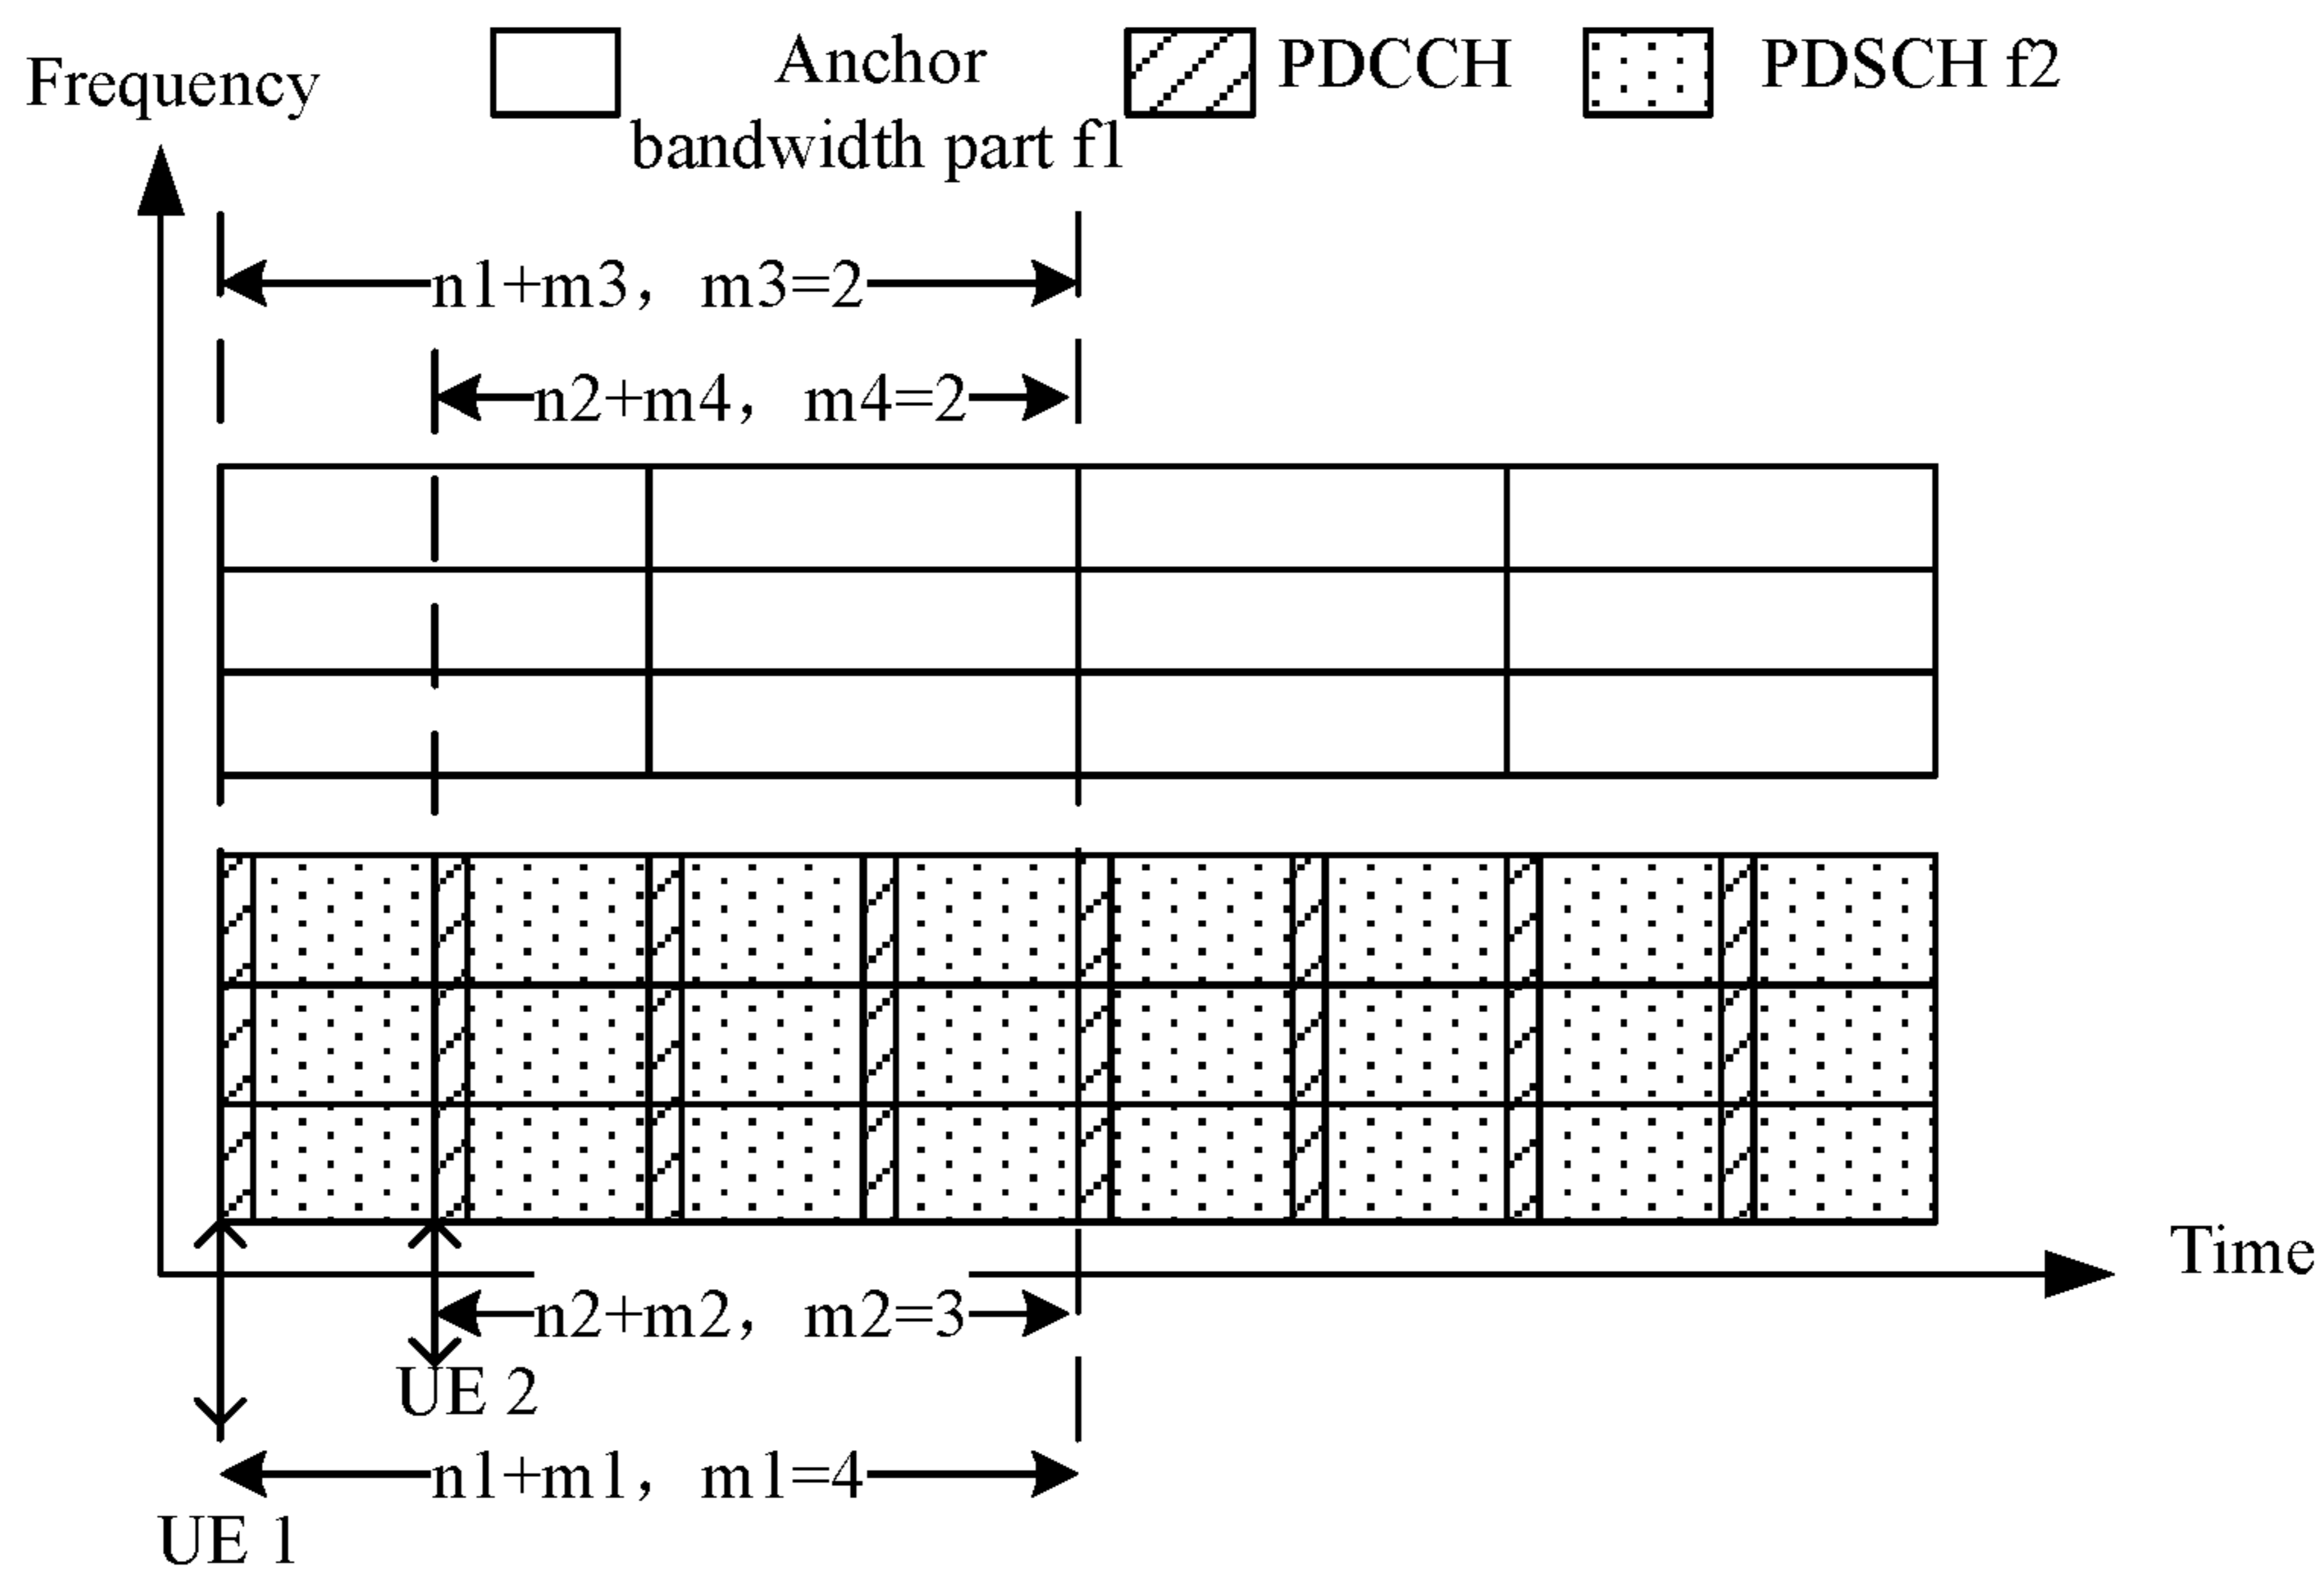 Frequency
Anchor
bandwidth part f1
PDCCH
PDSCH f2
n1+m3, m3=2
n2+m4, m4=2
Time
n2+m2, m2=3
UE 2
n1+m1, m1=4
UE 1